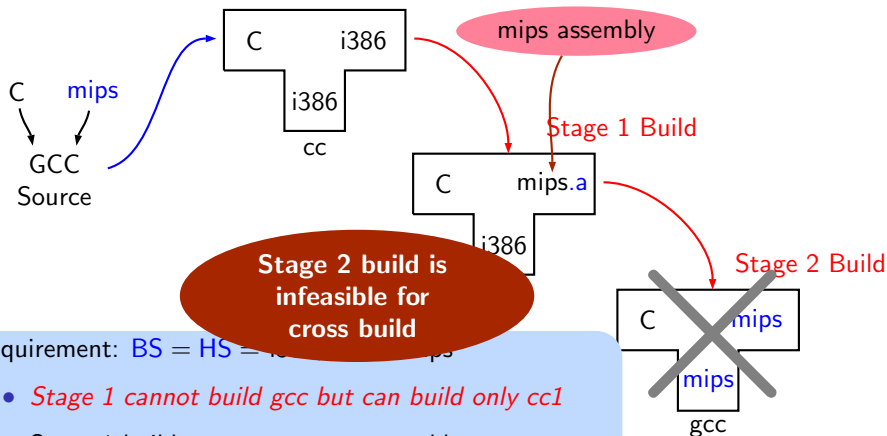 C i386
mips assembly
C mips
i386
cc
Stage 1 Build
GCC
Source
C mips.a
i386
Stage 2 build is
infeasible for
cross build
Stage 2 Build
C mips
mips
gcc
quirement: BS = HS =
• Stage 1 cannot build gcc but can build only cc1